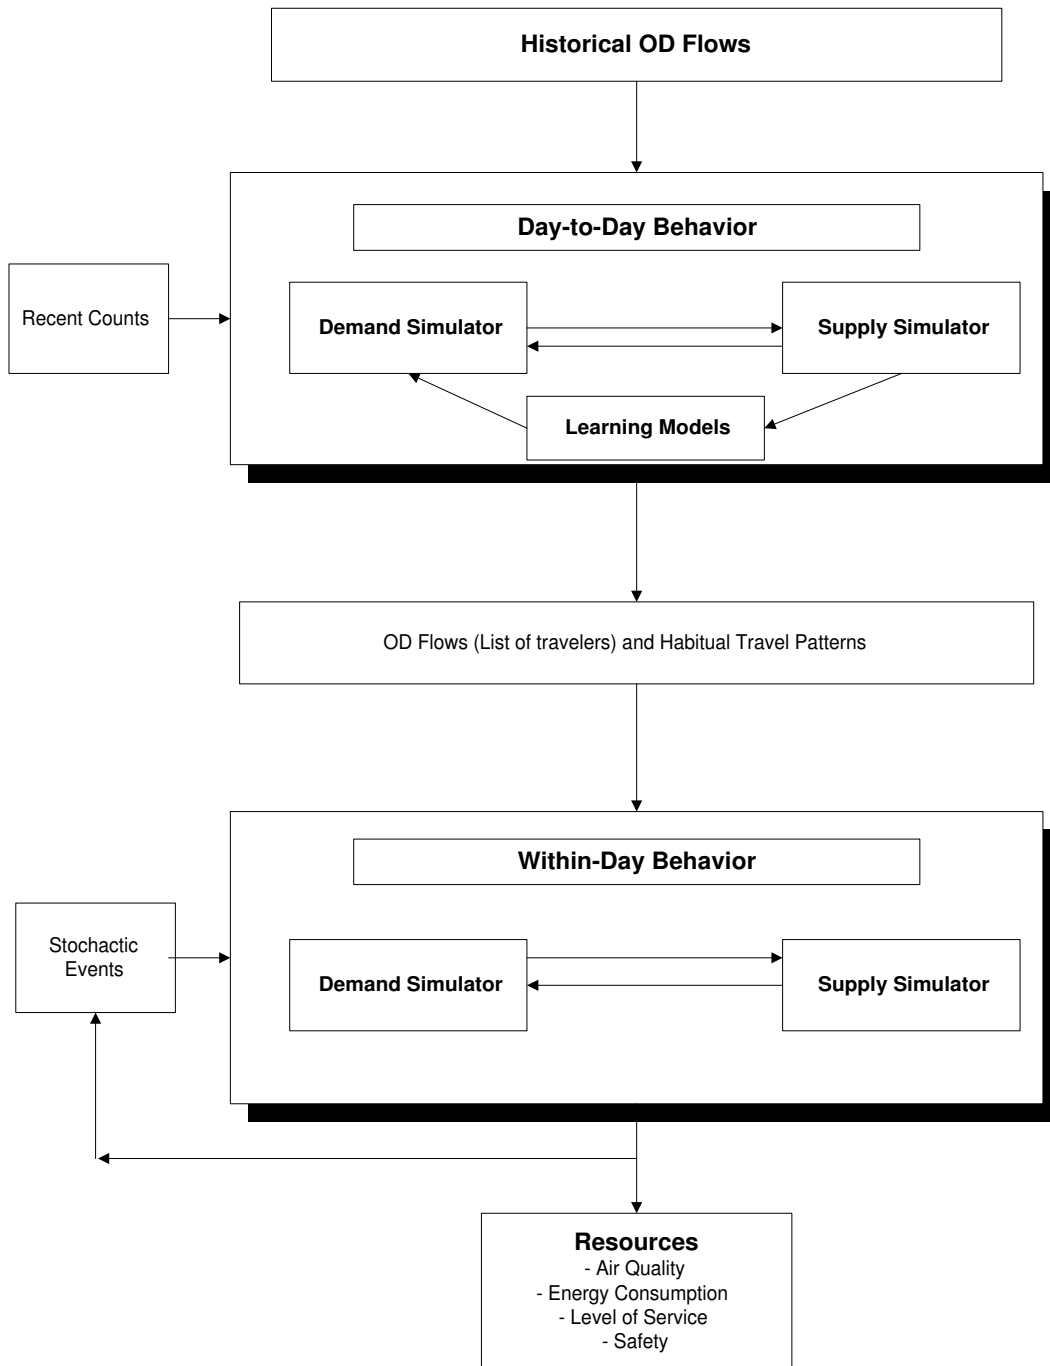 Historical OD Flows
Day-to-Day Behavior
Recent Counts
Demand Simulator
Supply Simulator
Learning Models
OD Flows (List of travelers) and Habitual Travel Patterns
Within-Day Behavior
Stochactic
Events
Demand Simulator
Supply Simulator
Resources
- Air Quality
- Energy Consumption
- Level of Service
- Safety